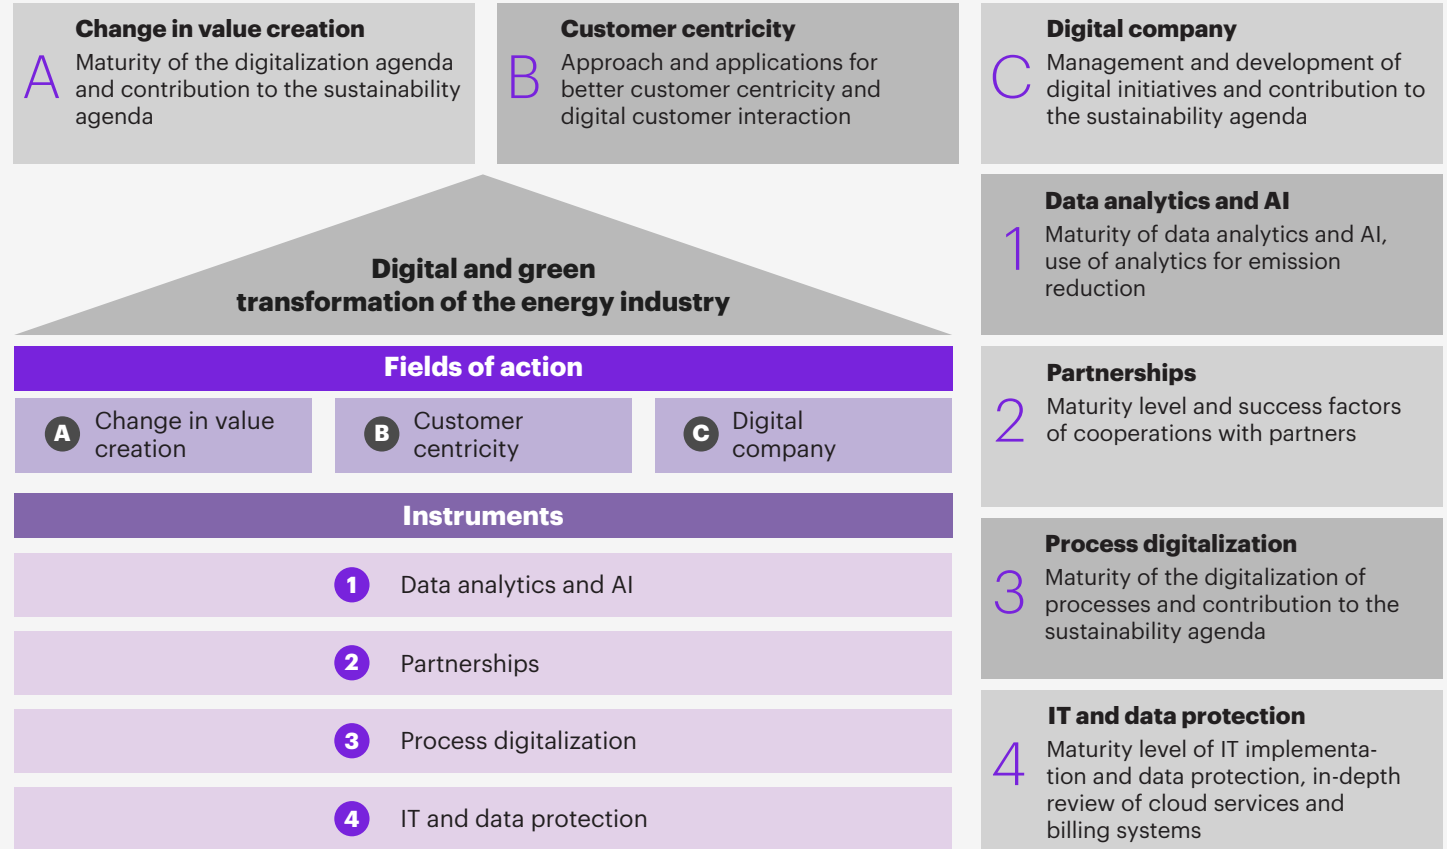 A
Change in value creation
Maturity of the digitalization agenda
and contribution to the sustainability
agenda
B
Customer centricity
Approach and applications for
better customer centricity and
digital customer interaction
C
Digital company
Management and development of
digital initiatives and contribution to
the sustainability agenda
Digital and green
transformation of the energy industry
Fields of action
A
Change in value
creation
B
Customer
centricity
C
Digital
company
Instruments
1 Data analytics and AI
2 Partnerships
3 Process digitalization
4 IT and data protection
1
Data analytics and AI
Maturity of data analytics and AI,
use of analytics for emission
reduction
2
Partnerships
Maturity level and success factors
of cooperations with partners
3
Process digitalization
Maturity of the digitalization of
processes and contribution to the
sustainability agenda
4
IT and data protection
Maturity level of IT implementa-
tion and data protection, in-depth
review of cloud services and
billing systems